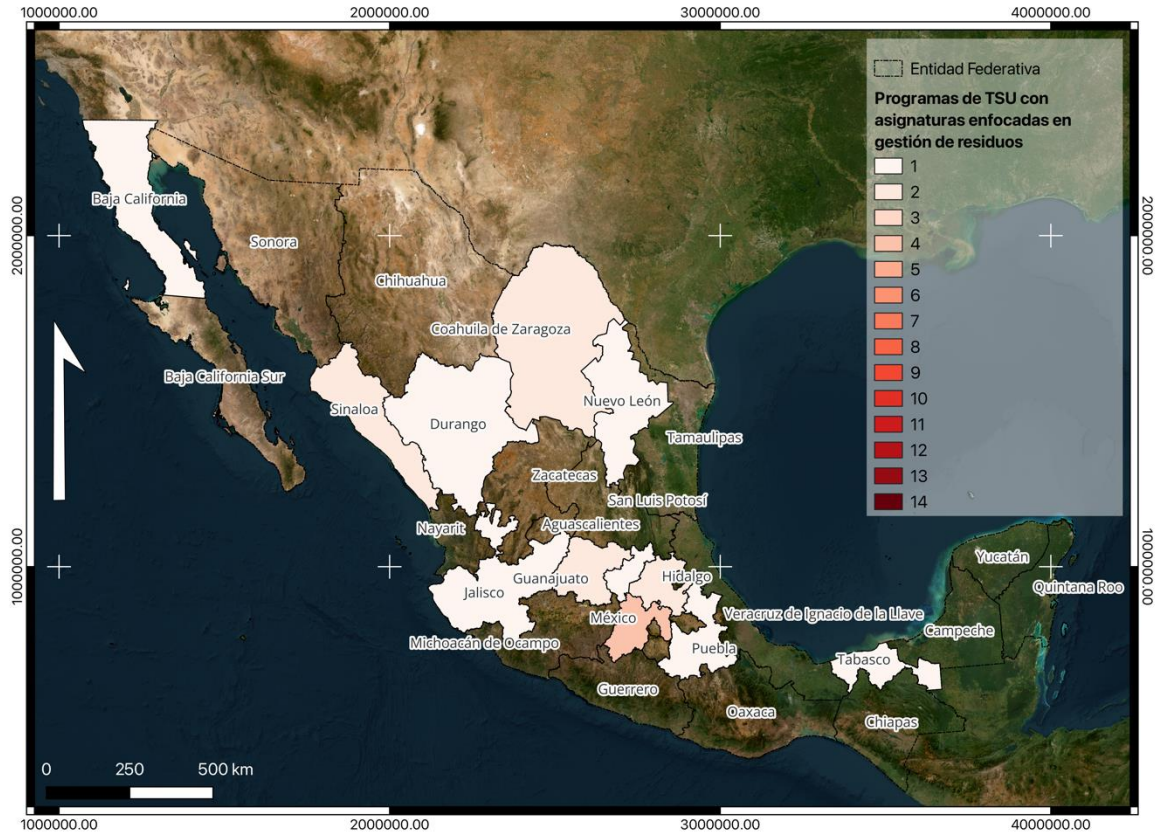 1000000.00
2000000.00
3000000.00
4000000.00
Entidad Federativa
Programas de TSU con
asignaturas enfocadas en
gestión de residuos
1
2
3
4
5
6
7
8
9
10
11
12
13
14
2000000.00
2000000.00
Baja California
Sonora
Chihuahua
Coahuila de Zaragoza
Baja California Sur
Sinaloa
Durango
Nuevo León
Tamaulipas
Zacatecas
San Luis Potosí
Nayarit
Aguascalientes
1000000.00
1000000.00
Jalisco
Guanajuato
Hidalgo
Yucatán
Quintana Roo
México
Veracruz de Ignacio de la Llave
Campeche
Michoacán de Ocampo
Puebla
Tabasco
Guerrero
Oaxaca
Chiapas
0
250
500 km
1000000.00
2000000.00
3000000.00
4000000.00